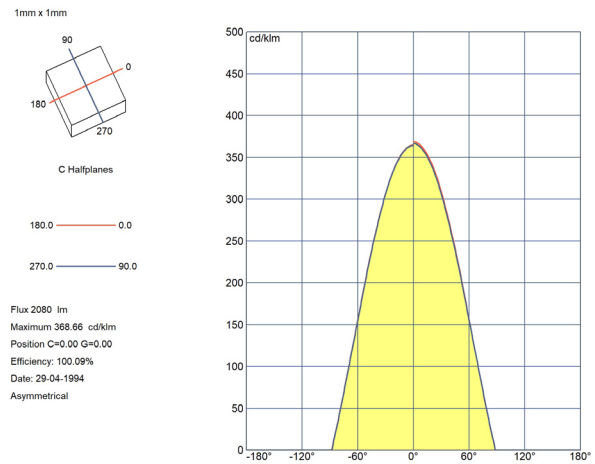 1mm x 1mm
90
0
180
270
C Halfplanes
180.0 0.0
270.0 90.0
Flux 2080 lm
Maximum 368.66 cd/klm
Position C=0.00 G=0.00
Efficiency: 100.09%
Date: 29-04-1994
Asymmetrical
500
cd/klm
450
400
350
300
250
200
150
100
50
0
-180° -120° -60° 0° 60° 120° 180°